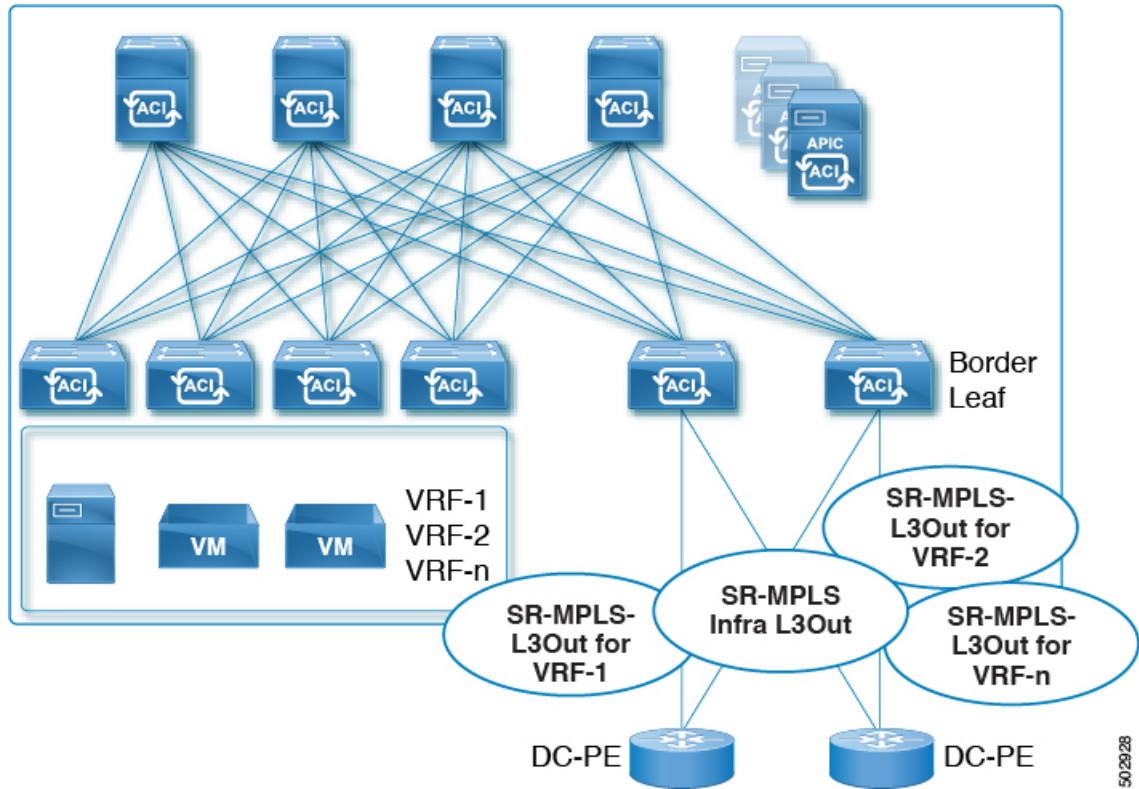 ACI
ACI
ACI
ACI
APIC
ACI
ACI
ACI
ACI
ACI
ACI
ACI
Border
Leaf
VM
VM
VRF-1
VRF-2
VRF-n
SR-MPLS-
L3Out for
VRF-2
SR-MPLS
Infra L3Out
SR-MPLS-
L3Out for
VRF-1
SR-MPLS-
L3Out for
VRF-n
DC-PE
DC-PE
502928